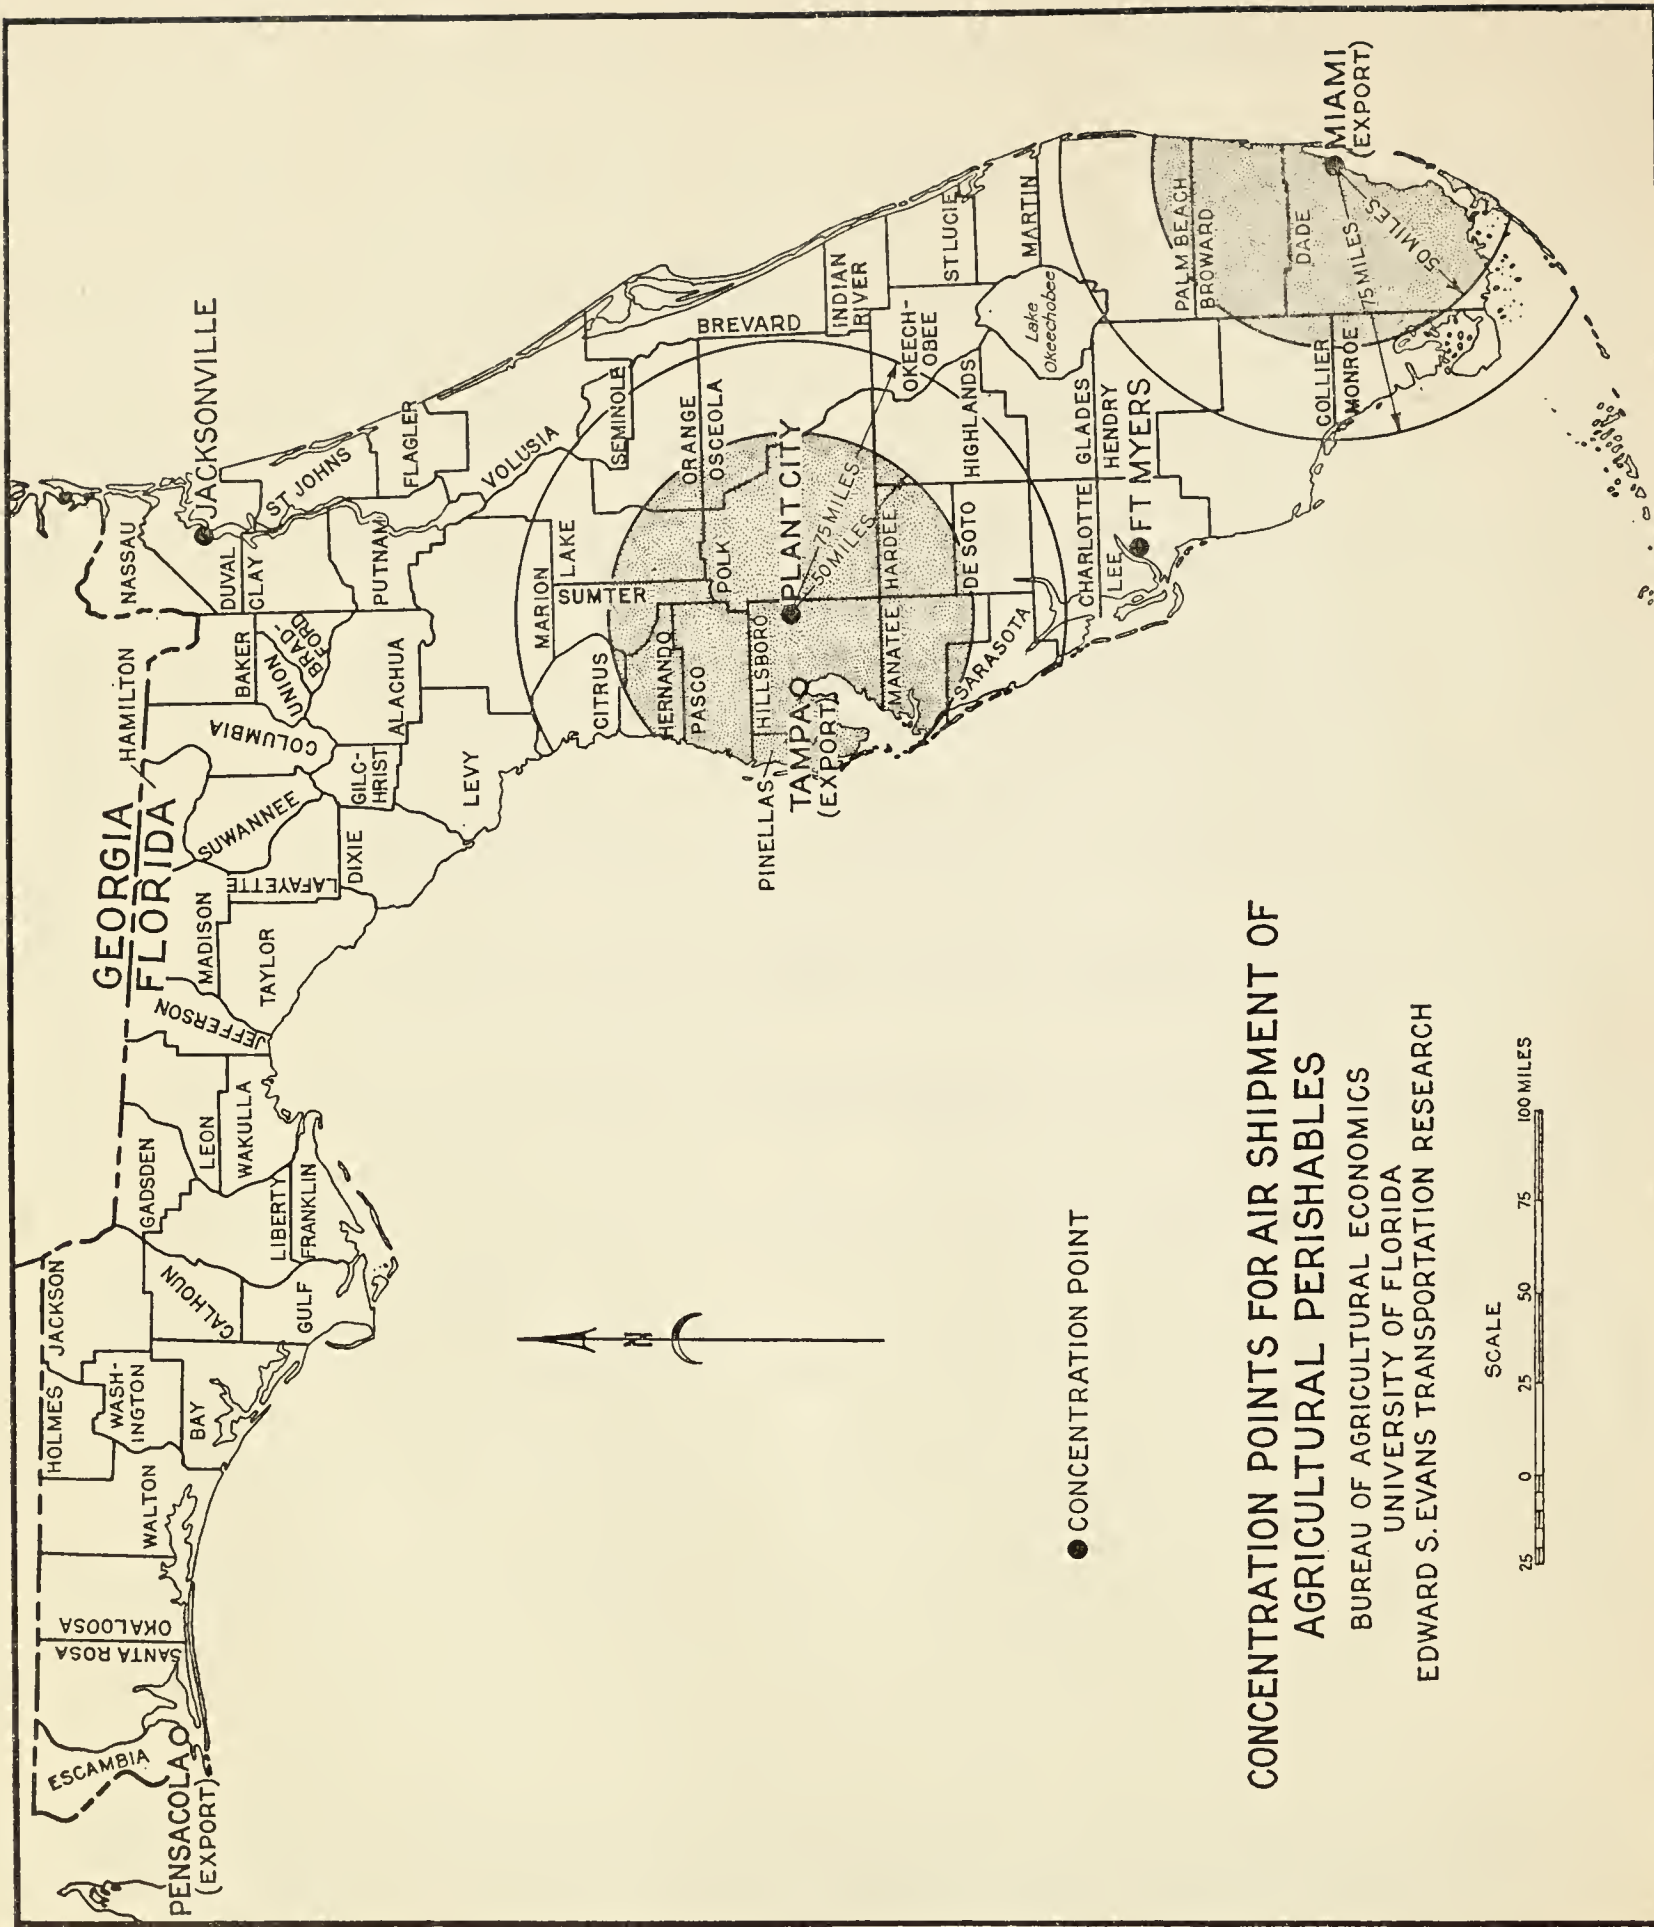 GEORGIA
FLORIDA
HAMILTON
NASSAU
JACKSONVILLE
DUVAL
CLAY
ST JOHNS
BAKER
UNION
BRAD-
FORD
PUTNAM
FLAGLER
COLUMBIA
ALACHUA
VOLUSIA
SUWANNEE
GILC-
HRIST
LEVY
MARION
LAKE
SUMTER
SEMINOLE
LAFAYETTE
DIXIE
MADISON
TAYLOR
JEFFERSON
LEON
WAKULLA
GADSDEN
LIBERTY
FRANKLIN
JACKSON
CALHOUN
GULF
HOLMES
WASH-
INGTON
BAY
WALTON
OKALOOSA
SANTA ROSA
ESCAMBIA
PENSACOLA
(EXPORT)
CITRUS
HERNANDO
PASCO
ORANGE
OSCEOLA
BREVARD
POLK
HILLSBORO
PINELLAS
TAMPA
(EXPORT)
PLANT CITY
75 MILES
50 MILES
INDIAN
RIVER
OKEECH-
OBEE
ST LUCIE
MANATEE
HARDEE
HIGHLANDS
DE SOTO
SARASOTA
MARTIN
Lake
Okeechobee
CHARLOTTE
GLADES
LEE
HENDRY
FT MYERS
PALM BEACH
BROWARD
DADE
COLLIER
MONROE
75 MILES
50 MILES
MIAMI
(EXPORT)
N
CONCENTRATION POINT
CONCENTRATION POINTS FOR AIR SHIPMENT OF
AGRICULTURAL PERISHABLES
BUREAU OF AGRICULTURAL ECONOMICS
UNIVERSITY OF FLORIDA
EDWARD S. EVANS TRANSPORTATION RESEARCH
SCALE
25 0 25 50 75 100 MILES